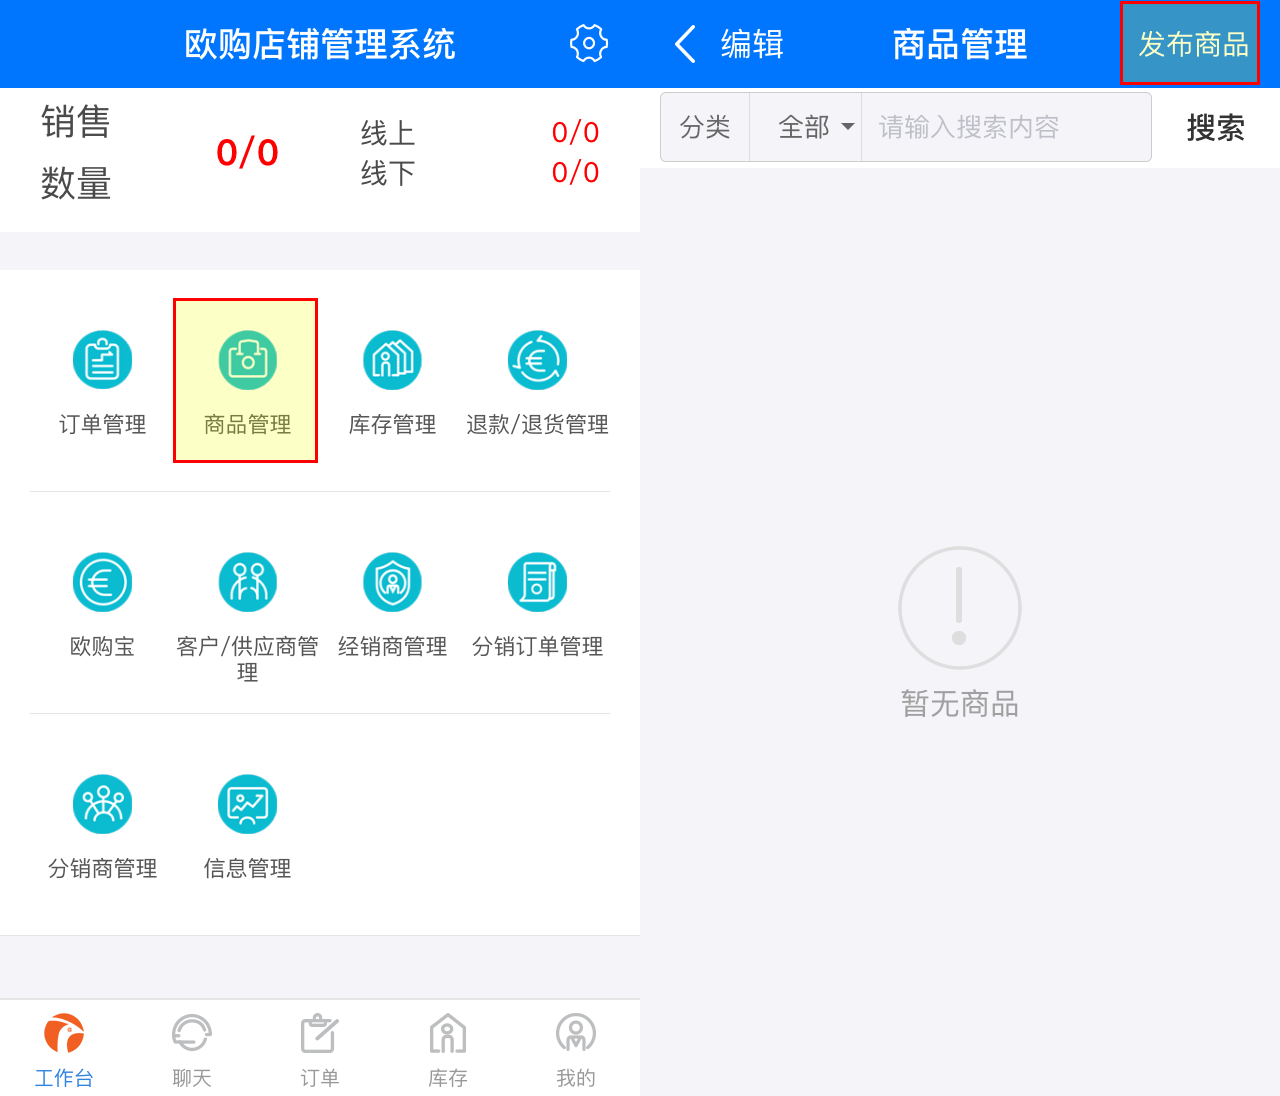 欧购店铺管理系统
销售
数量
0/0
线上 0/0
线下 0/0
订单管理 商品管理 库存管理 退款/退货管理
欧购宝 客户/供应商管理 经销商管理 分销订单管理
分销商管理 信息管理
工作台 聊天 订单 库存 我的
编辑 商品管理 发布商品
分类 全部 请输入搜索内容 搜索
暂无商品